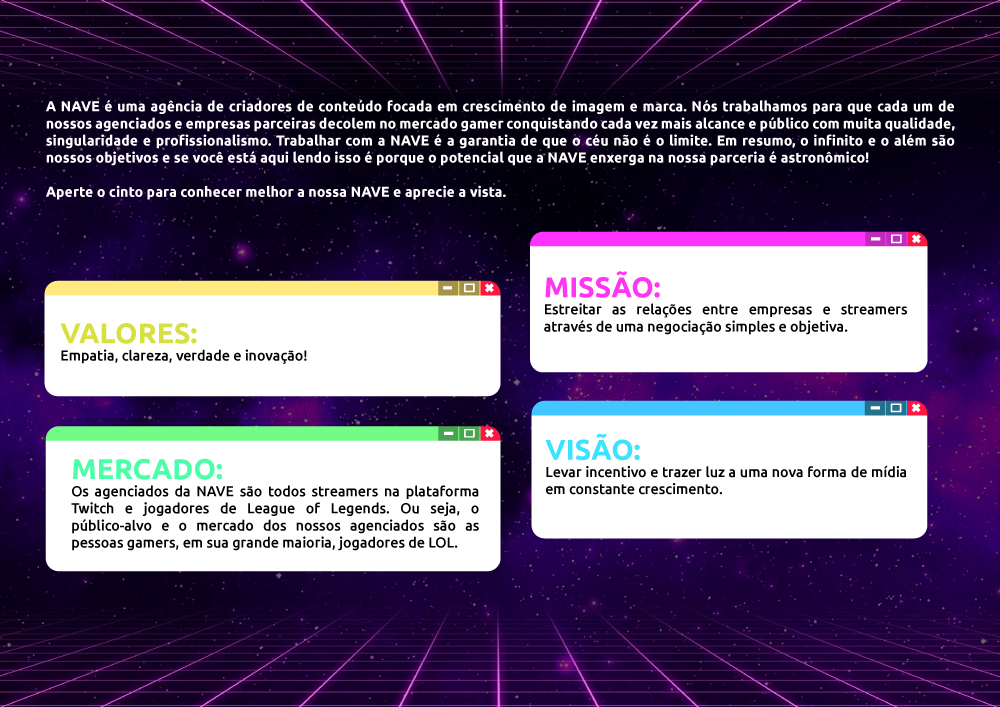 A NAVE é uma agência de criadores de conteúdo focada em crescimento de imagem e marca. Nós trabalhamos para que cada um de
nossos agenciados e empresas parceiras decolem no mercado gamer conquistando cada vez mais alcance e público com muita qualidade,
singularidade e profissionalismo. Trabalhar com a NAVE é a garantia de que o céu não é o limite. Em resumo, o infinito e o além são
nossos objetivos e se você está aqui lendo isso é porque o potencial que a NAVE enxerga na nossa parceria é astronômico!
Aperte o cinto para conhecer melhor a nossa NAVE e aprecie a vista.
VALORES:
Empatia, clareza, verdade e inovação!
MISSÃO:
Estreitar as relações entre empresas e streamers
através de uma negociação simples e objetiva.
MERCADO:
Os agenciados da NAVE são todos streamers na plataforma
Twitch e jogadores de League of Legends. Ou seja, o
público-alvo e o mercado dos nossos agenciados são as
pessoas gamers, em sua grande maioria, jogadores de LOL.
VISÃO:
Levar incentivo e trazer luz a uma nova forma de mídia
em constante crescimento.